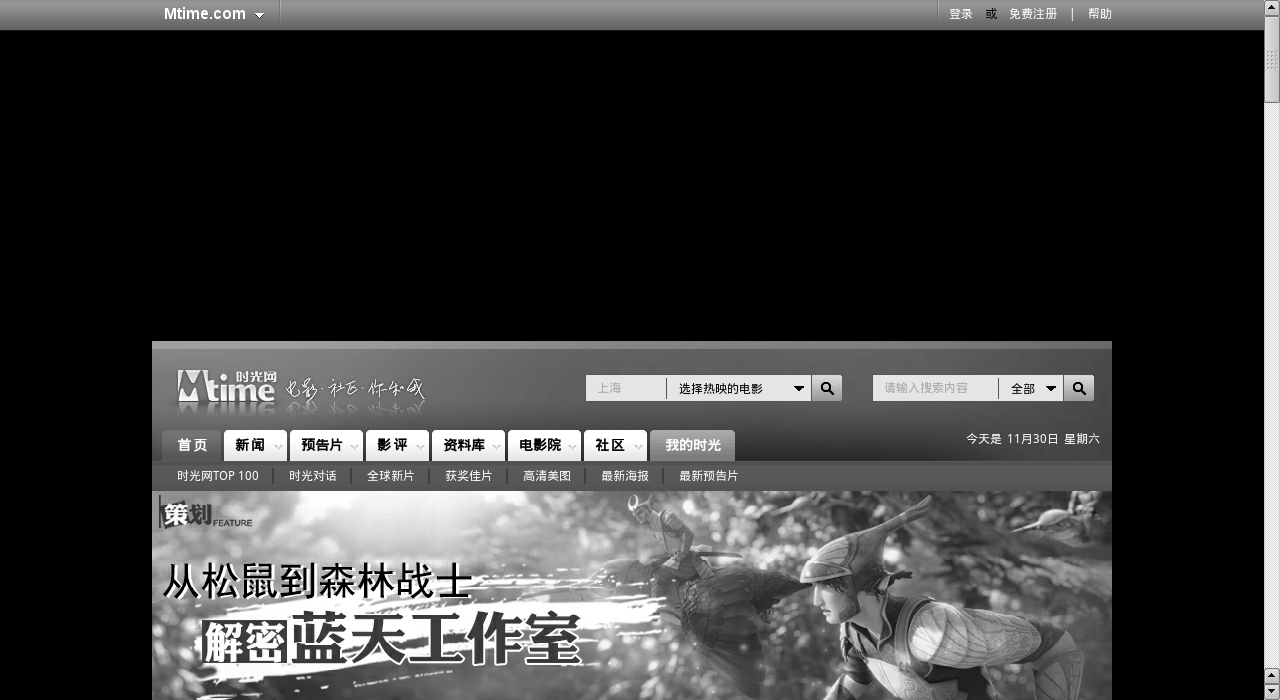 Mtime.com
登录 或 免费注册 | 帮助
Mtime 时光网 电影·社区·你和我
上海 选择热映的电影
请输入搜索内容 全部
首页 新闻 预告片 影评 资料库 电影院 社区 我的时光
今天是 11月30日 星期六
时光网TOP 100 时光对话 全球新片 获奖佳片 高清美图 最新海报 最新预告片
策划 FEATURE
从松鼠到森林战士
解密蓝天工作室